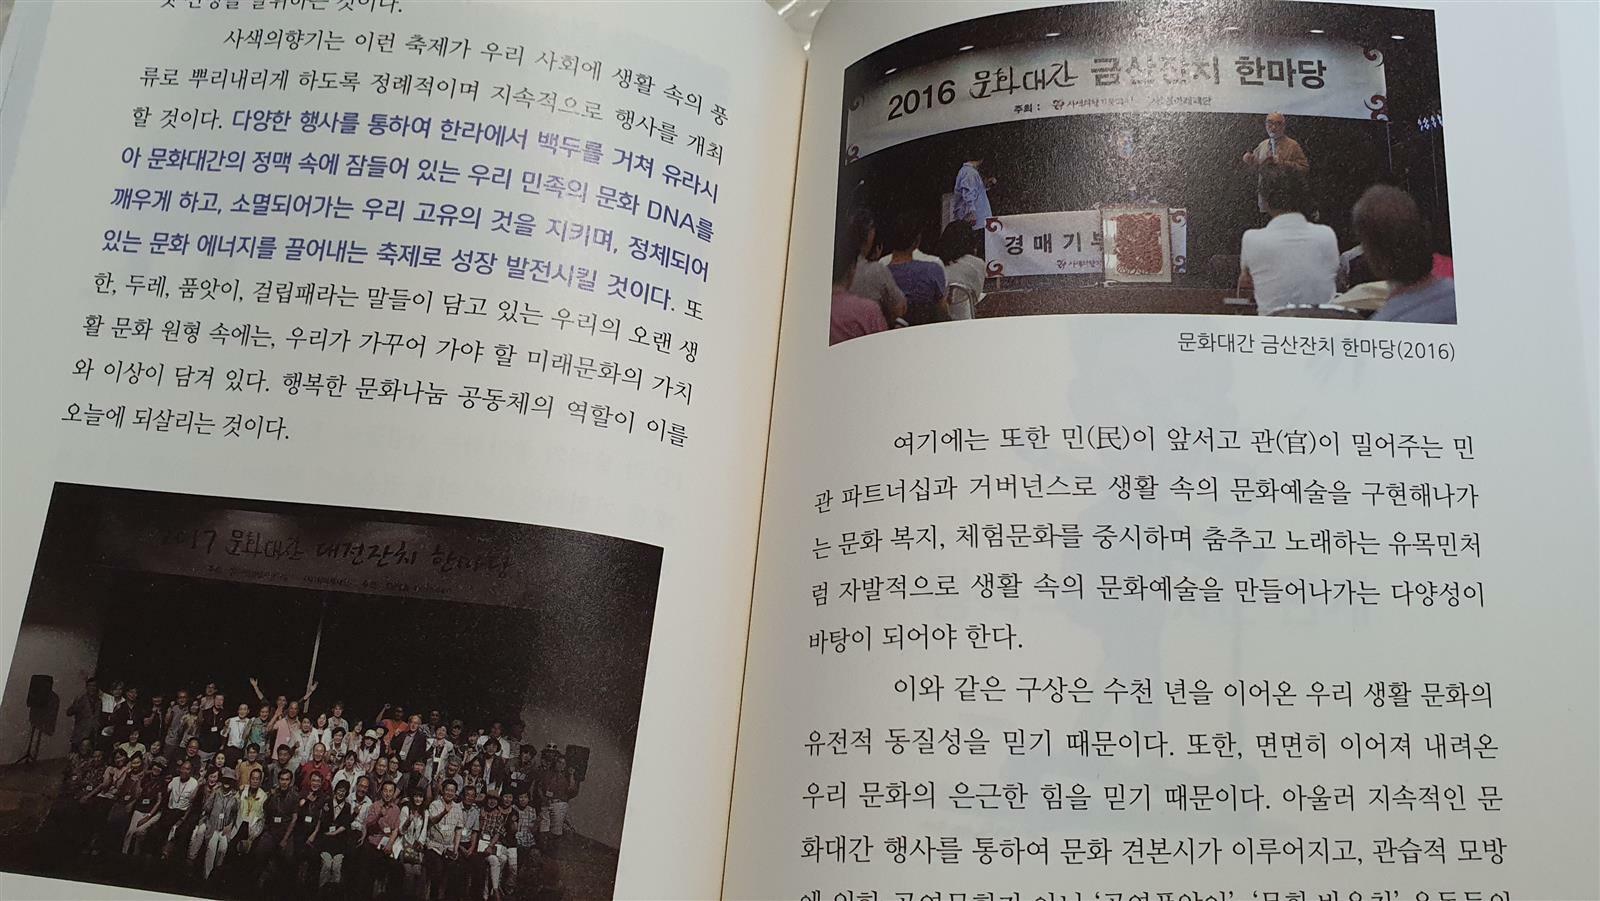 사색의향기는 이런 축제가 우리 사회에 생활 속의 풍
류로 뿌리내리게 하도록 정례적이며 지속적으로 행사를 개최
할 것이다. 다양한 행사를 통하여 한라에서 백두를 거쳐 유라시
아 문화대간의 정맥 속에 잠들어 있는 우리 민족의 문화 DNA를
깨우게 하고, 소멸되어가는 우리 고유의 것을 지키며, 정체되어
있는 문화 에너지를 끌어내는 축제로 성장 발전시킬 것이다. 또
한, 두레, 품앗이, 걸립패라는 말들이 담고 있는 우리의 오랜 생
활 문화 원형 속에는, 우리가 가꾸어 가야 할 미래문화의 가치
와 이상이 담겨 있다. 행복한 문화나눔 공동체의 역할이 이를
오늘에 되살리는 것이다.
2017 문화대간 대전잔치 한마당
2016 문화대간 금산잔치 한마당
주최 :
경매기부
문화대간 금산잔치 한마당(2016)
여기에는 또한 민(民)이 앞서고 관(官)이 밀어주는 민
관 파트너십과 거버넌스로 생활 속의 문화예술을 구현해나가
는 문화 복지, 체험문화를 중시하며 춤추고 노래하는 유목민처
럼 자발적으로 생활 속의 문화예술을 만들어나가는 다양성이
바탕이 되어야 한다.
이와 같은 구상은 수천 년을 이어온 우리 생활 문화의
유전적 동질성을 믿기 때문이다. 또한, 면면히 이어져 내려온
우리 문화의 은근한 힘을 믿기 때문이다. 아울러 지속적인 문
화대간 행사를 통하여 문화 견본시가 이루어지고, 관습적 모방